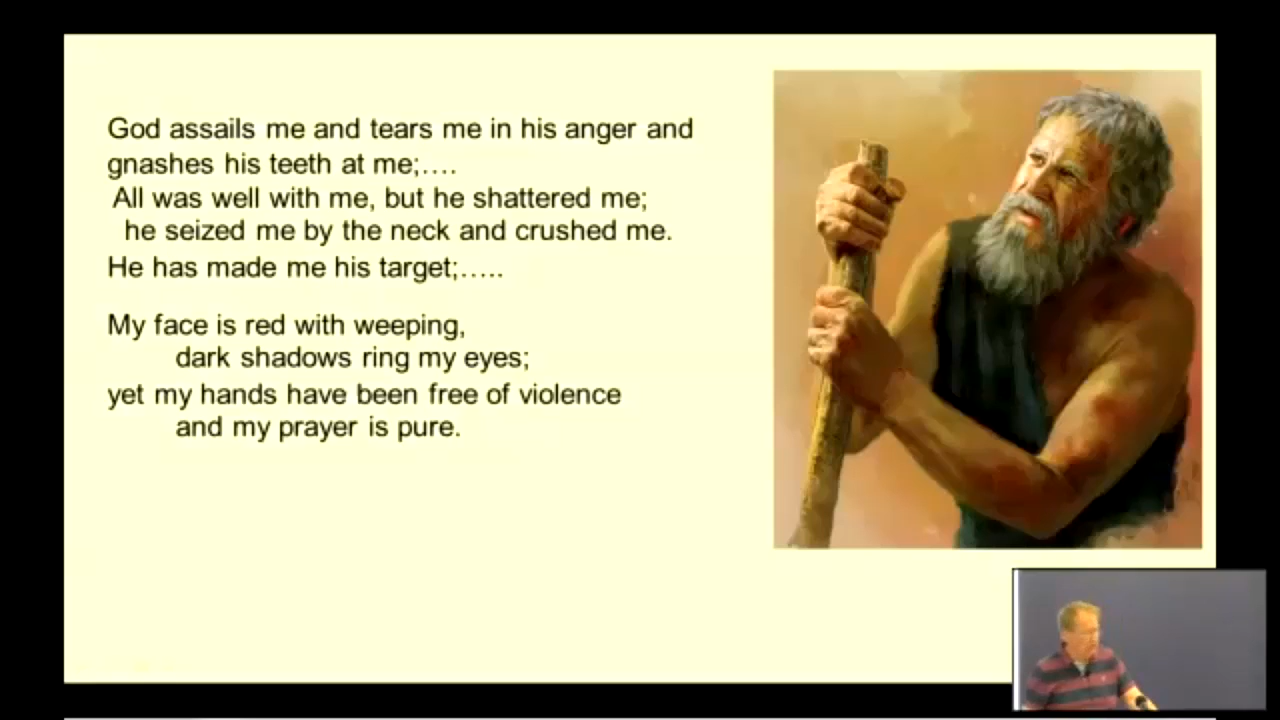 God assails me and tears me in his anger and
gnashes his teeth at me;....
All was well with me, but he shattered me;
he seized me by the neck and crushed me.
He has made me his target;.....
My face is red with weeping,
dark shadows ring my eyes;
yet my hands have been free of violence
and my prayer is pure.